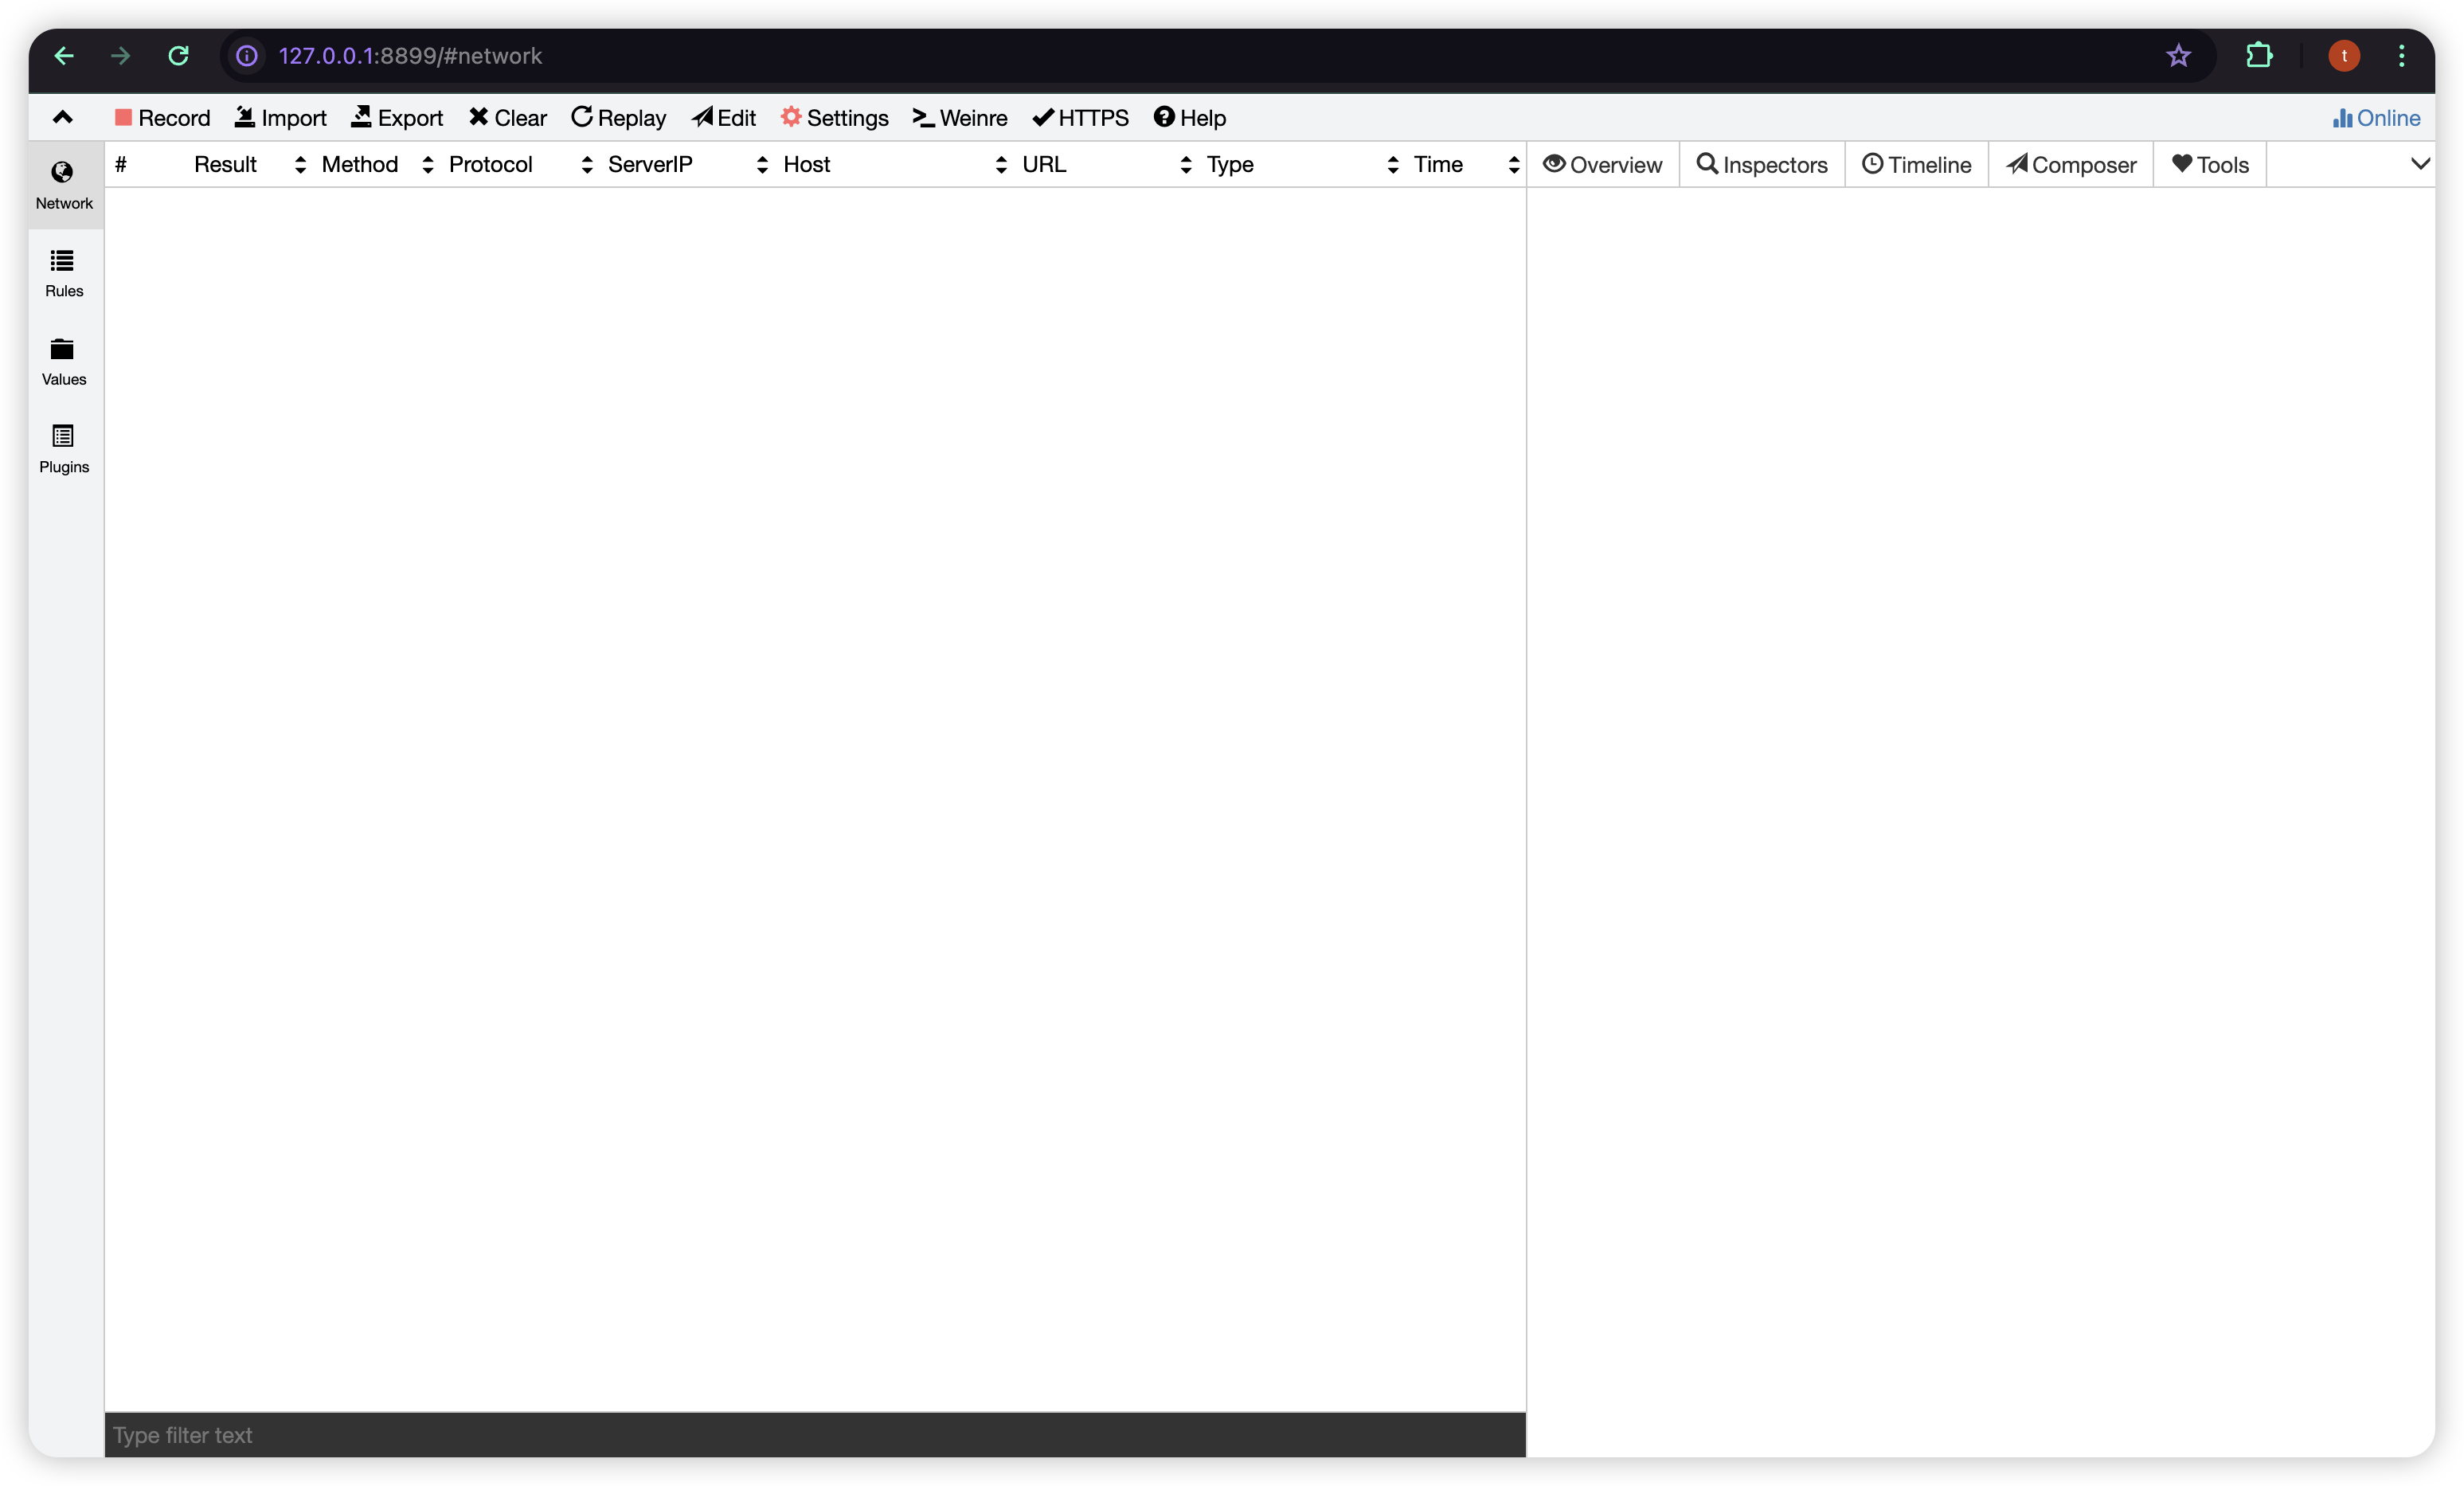 127.0.0.1:8899/#network
t
Record Import Export Clear Replay Edit Settings Weinre HTTPS Help Online
# Result Method Protocol ServerIP Host URL Type Time Overview Inspectors Timeline Composer Tools
Network
Rules
Values
Plugins
Type filter text